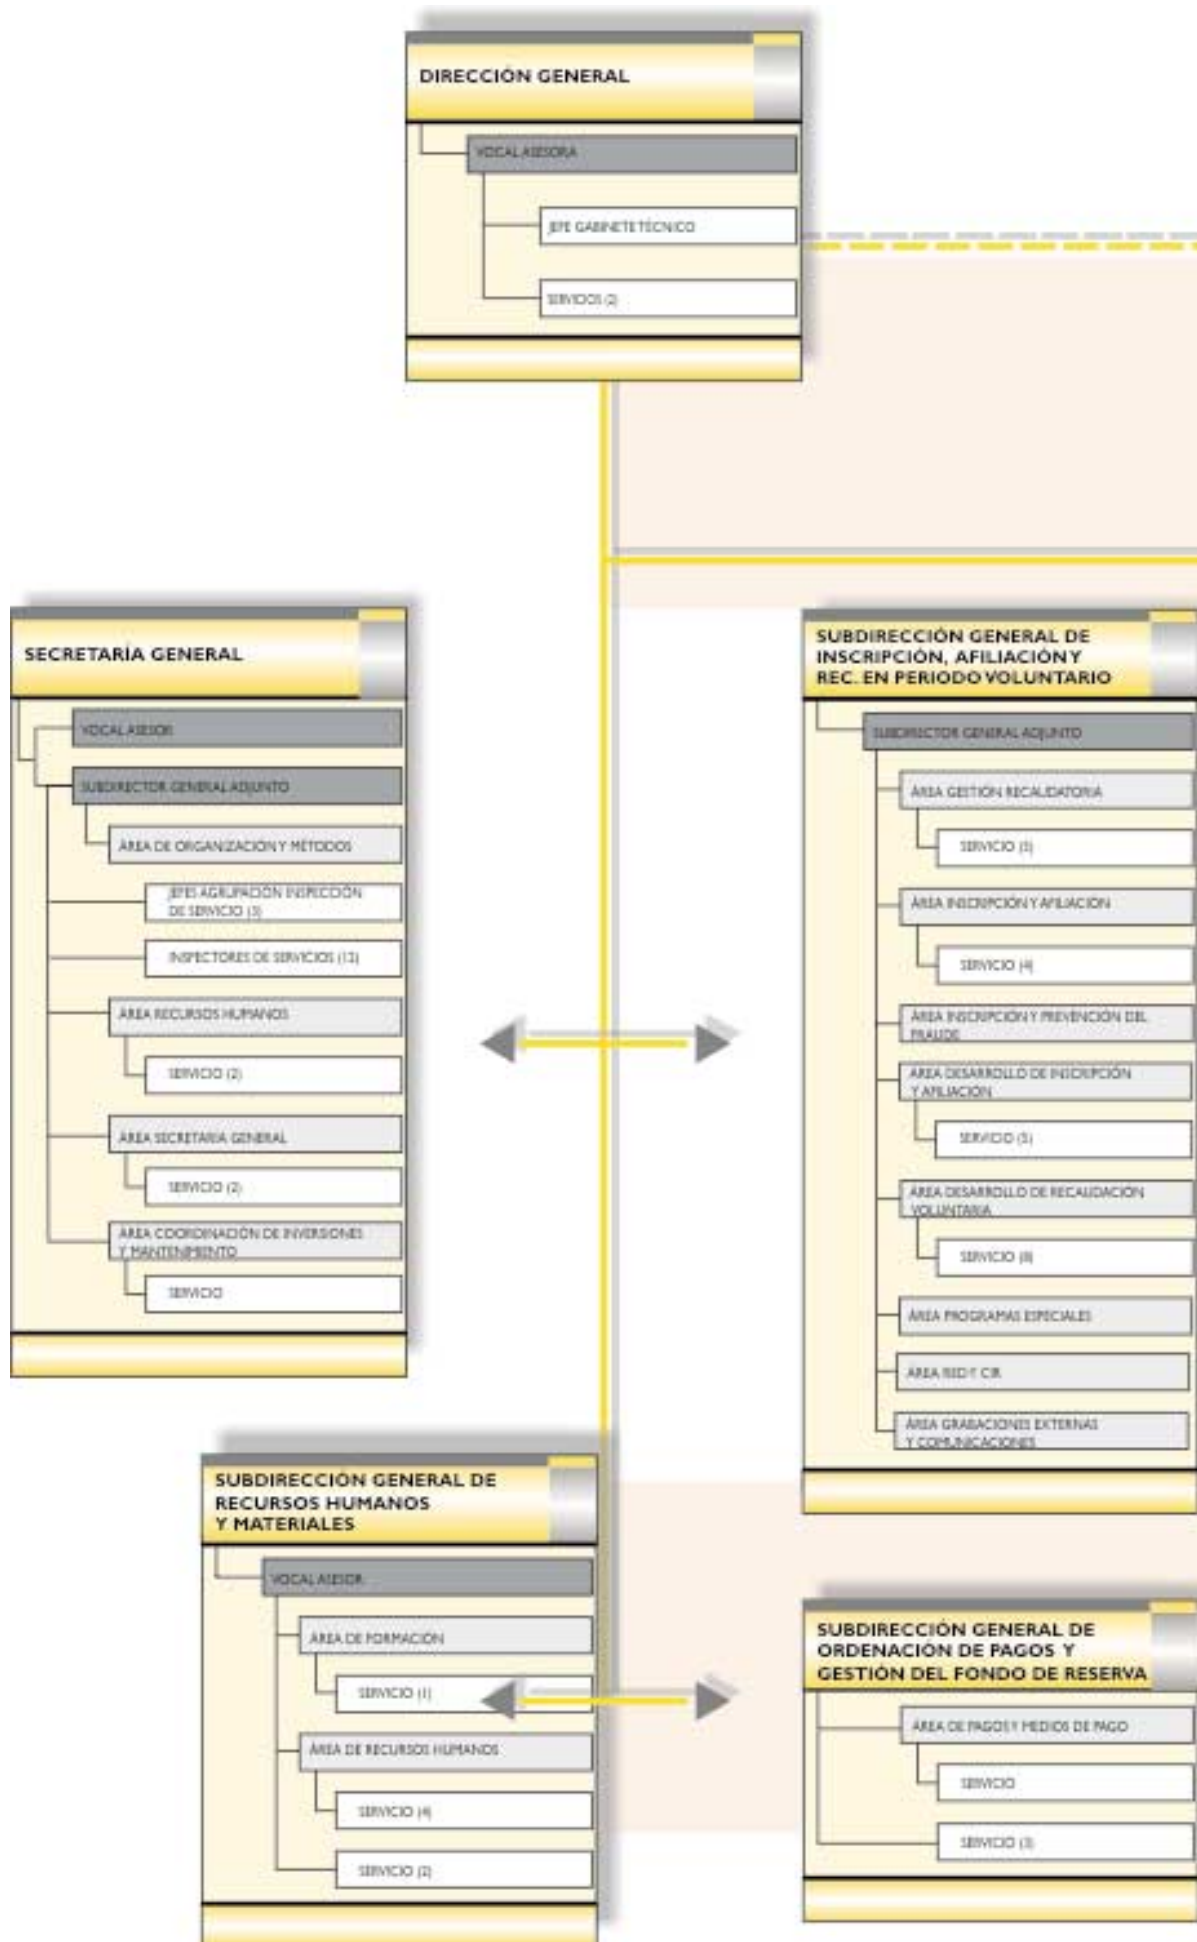 DIRECCIÓN GENERAL
VOCAL ASESORA
JEFE GABINETE TÉCNICO
SERVICIOS (2)
SECRETARÍA GENERAL
VOCAL ASESOR
SUBDIRECTOR GENERAL ADJUNTO
ÁREA DE ORGANIZACIÓN Y MÉTODOS
JEFES AGRUPACIÓN INSPECCIÓN
DE SERVICIO (3)
INSPECTORES DE SERVICIOS (12)
ÁREA RECURSOS HUMANOS
SERVICIO (2)
ÁREA SECRETARIA GENERAL
SERVICIO (2)
ÁREA COORDINACIÓN DE INVERSIONES
Y MANTENIMIENTO
SERVICIO
SUBDIRECCIÓN GENERAL DE
INSCRIPCIÓN, AFILIACIÓN Y
REC. EN PERIODO VOLUNTARIO
SUBDIRECTOR GENERAL ADJUNTO
ÁREA GESTIÓN RECAUDATORIA
SERVICIO
ÁREA INSCRIPCIÓN Y AFILIACIÓN
SERVICIO (4)
ÁREA INSCRIPCIÓN Y PREVENCIÓN DEL
FRAUDE
ÁREA DESARROLLO DE INSCRIPCIÓN
Y AFILIACIÓN
SERVICIO
ÁREA DESARROLLO DE RECAUDACIÓN
VOLUNTARIA
SERVICIO (8)
ÁREA PROGRAMAS ESPECIALES
ÁREA RED Y CIR
ÁREA GRABACIONES EXTERNAS
Y COMUNICACIONES
SUBDIRECCIÓN GENERAL DE
RECURSOS HUMANOS
Y MATERIALES
VOCAL ASESOR
ÁREA DE FORMACIÓN
SERVICIO (1)
ÁREA DE RECURSOS HUMANOS
SERVICIO (4)
SERVICIO (2)
SUBDIRECCIÓN GENERAL DE
ORDENACIÓN DE PAGOS Y
GESTIÓN DEL FONDO DE RESERVA
ÁREA DE PAGOS Y MEDIOS DE PAGO
SERVICIO
SERVICIO (3)